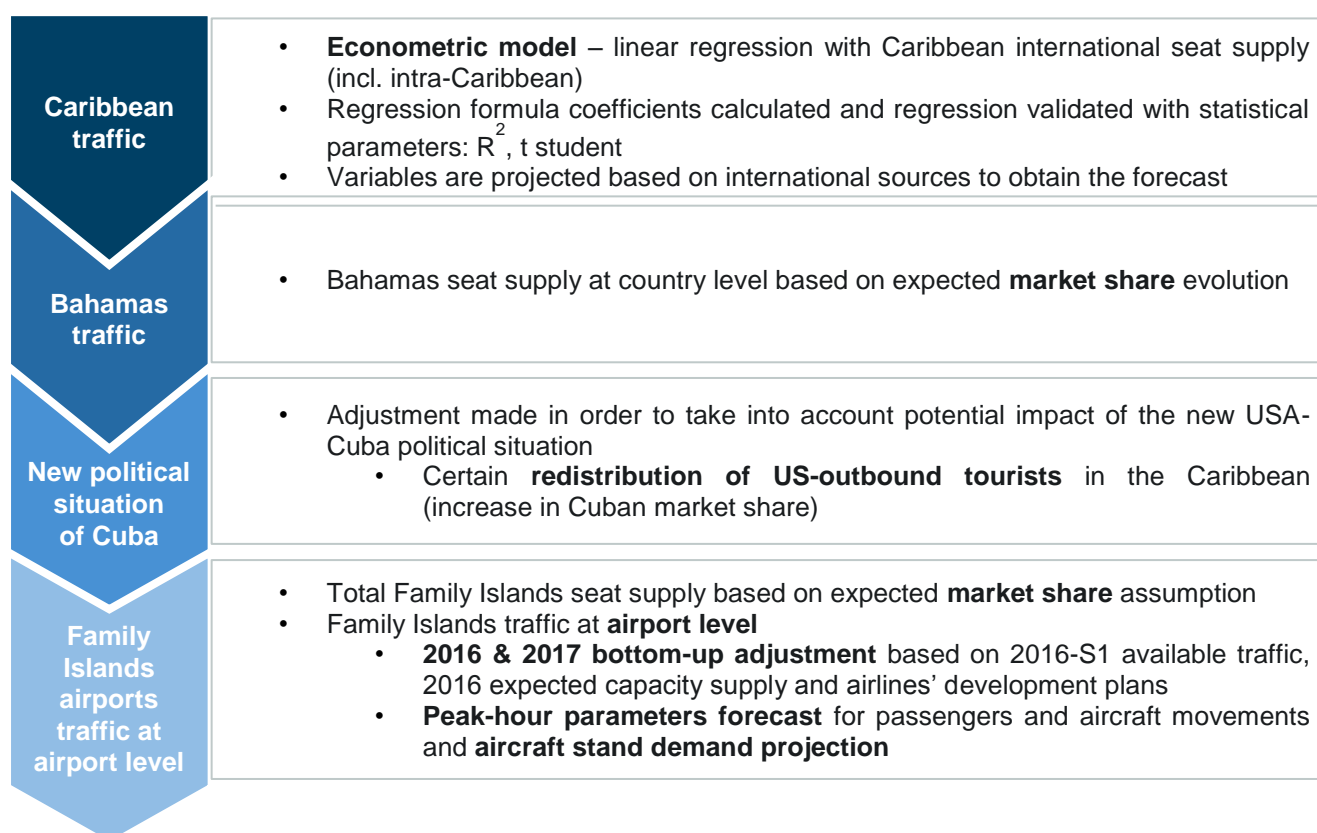 Caribbean
traffic
• Econometric model – linear regression with Caribbean international seat supply
(incl. intra-Caribbean)
• Regression formula coefficients calculated and regression validated with statistical
parameters: R², t student
• Variables are projected based on international sources to obtain the forecast
Bahamas
traffic
• Bahamas seat supply at country level based on expected market share evolution
New political
situation
of Cuba
• Adjustment made in order to take into account potential impact of the new USA-
Cuba political situation
• Certain redistribution of US-outbound tourists in the Caribbean
(increase in Cuban market share)
Family
Islands
airports
traffic at
airport level
• Total Family Islands seat supply based on expected market share assumption
• Family Islands traffic at airport level
• 2016 & 2017 bottom-up adjustment based on 2016-S1 available traffic,
2016 expected capacity supply and airlines’ development plans
• Peak-hour parameters forecast for passengers and aircraft movements
and aircraft stand demand projection